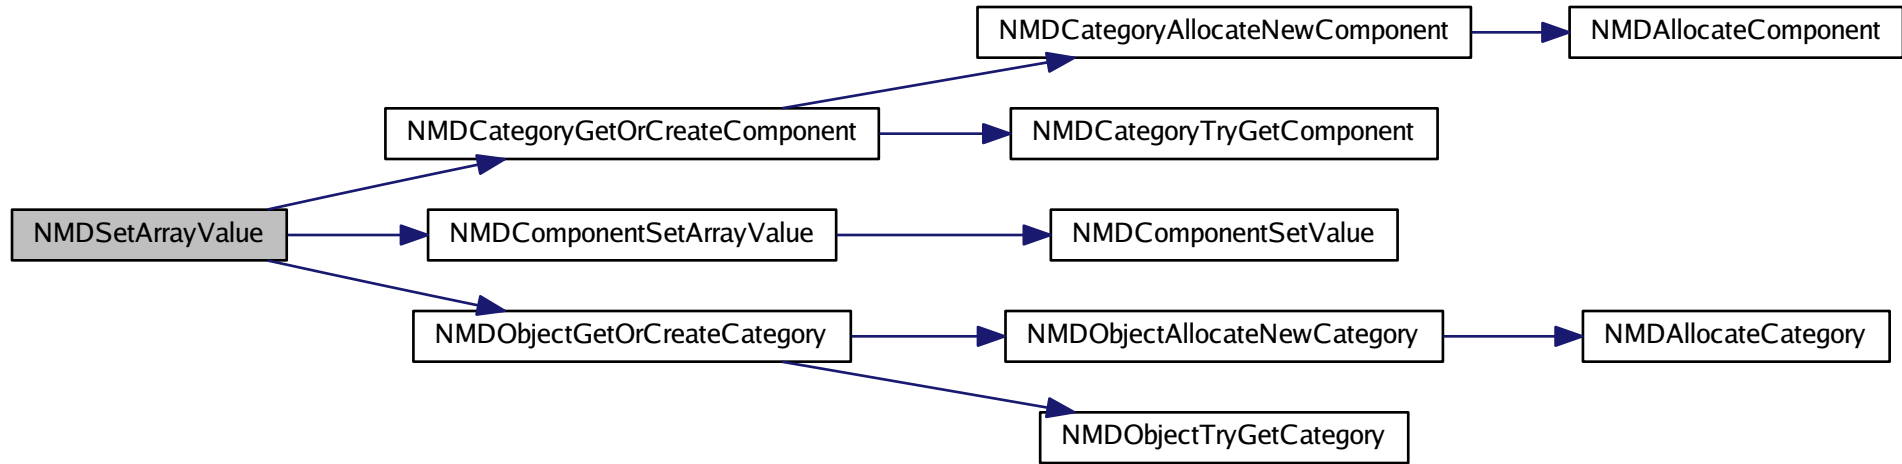 NMDCategoryAllocateNewComponent
NMDAllocateComponent
NMDCategoryGetOrCreateComponent
NMDCategoryTryGetComponent
NMDSetArrayValue
NMDComponentSetArrayValue
NMDComponentSetValue
NMDObjectGetOrCreateCategory
NMDObjectAllocateNewCategory
NMDAllocateCategory
NMDObjectTryGetCategory